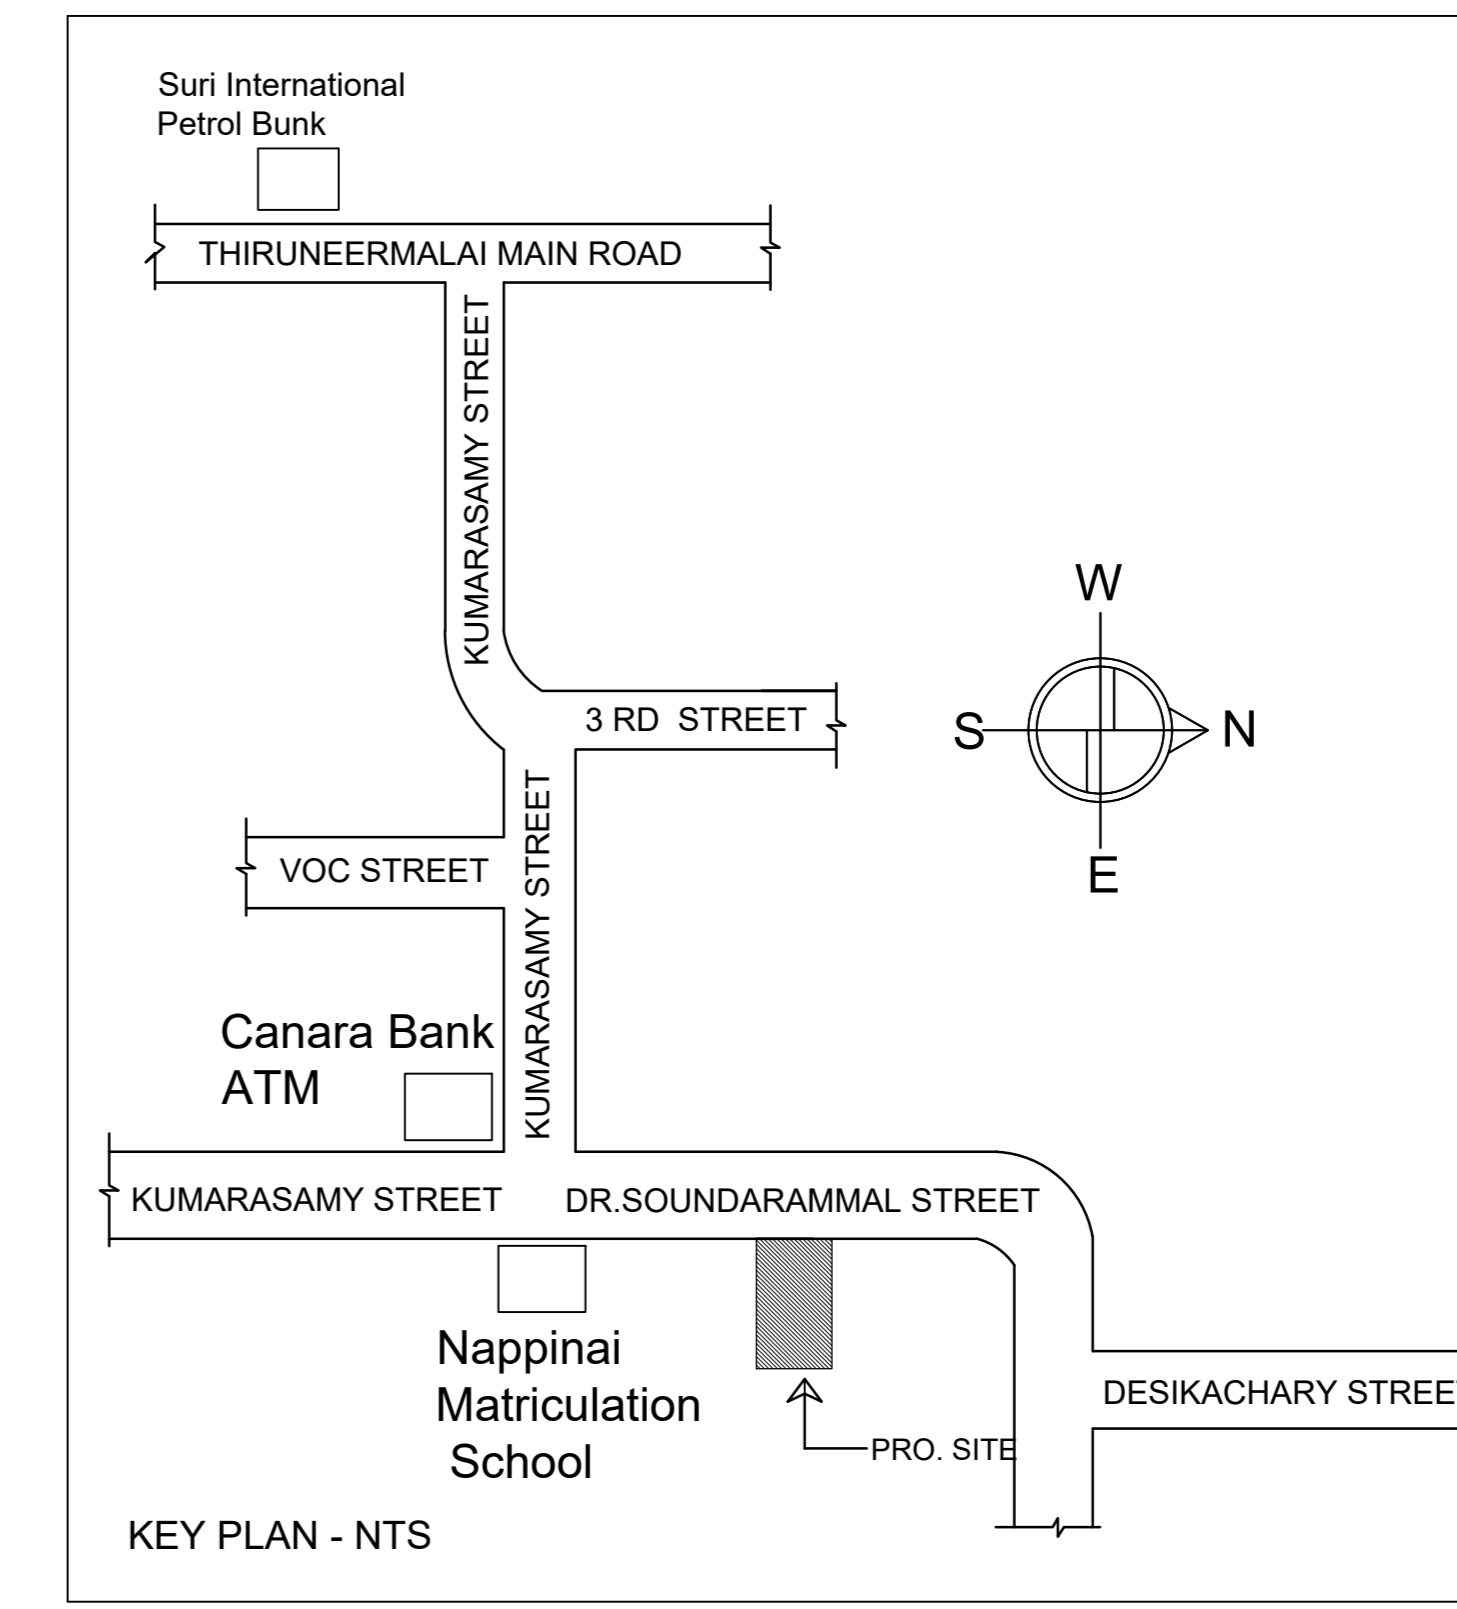 Suri International
Petrol Bunk
THIRUNEERMALAI MAIN ROAD
KUMARASAMY STREET
W
3 RD STREET
S
N
KUMARASAMY STREET
VOC STREET
E
Canara Bank
ATM
KUMARASAMY STREET
DR.SOUNDARAMMAL STREET
Nappinai
Matriculation
School
DESIKACHARY STREET
PRO. SITE
KEY PLAN - NTS